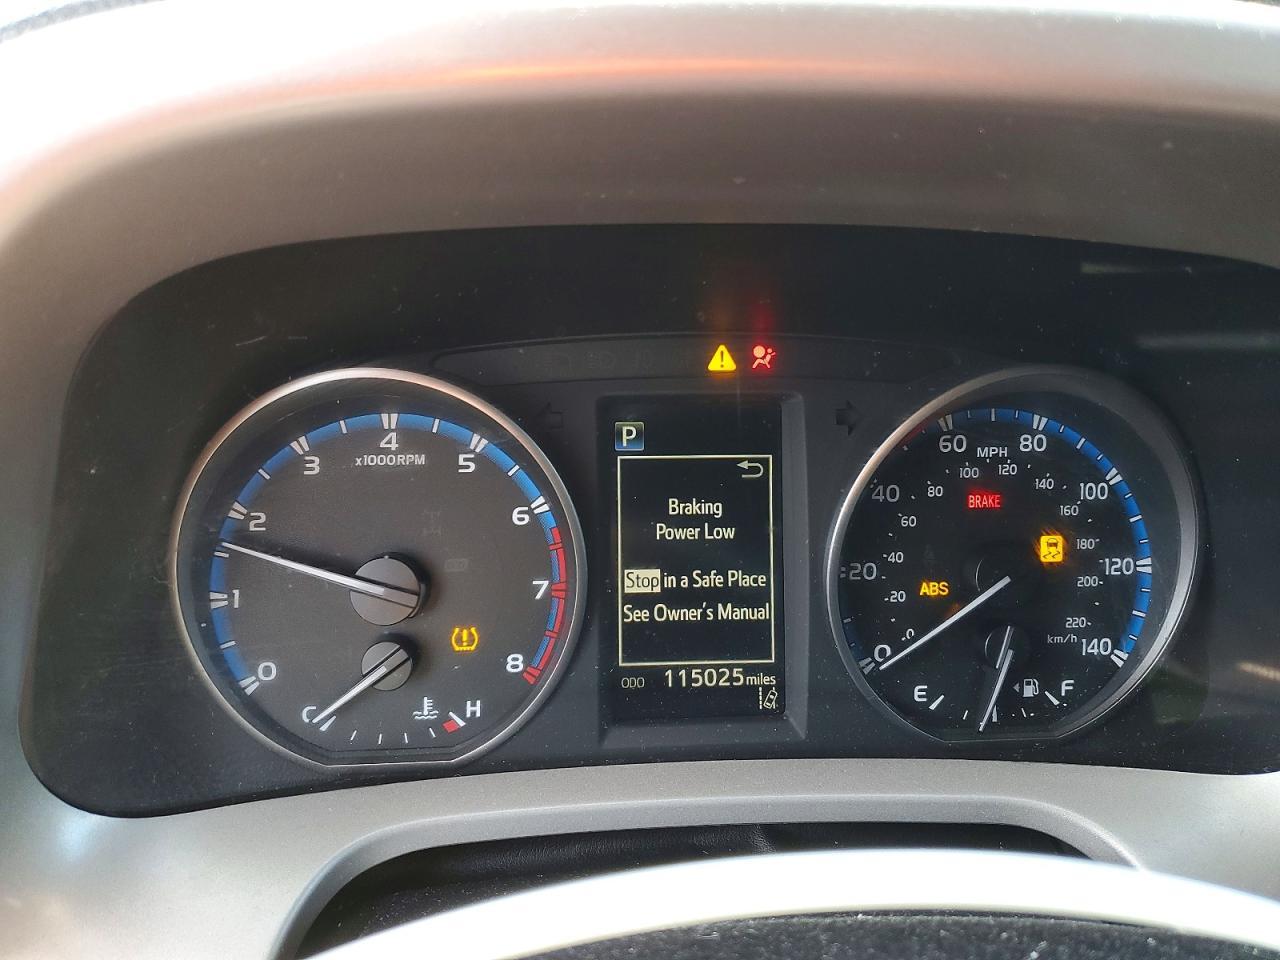 0
1
2
3
4
5
6
7
8
x1000RPM
C
H
P
Braking
Power Low
Stop in a Safe Place
See Owner's Manual
ODO 115025 miles
0
20
40
60
80
100
120
140
MPH
0
20
40
60
80
100
120
140
160
180
200
220
km/h
BRAKE
ABS
E
F